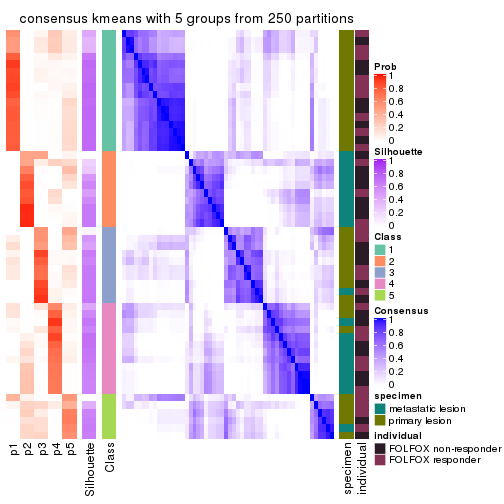 consensus kmeans with 5 groups from 250 partitions
Prob
1
0.8
0.6
0.4
0.2
0
Silhouette
1
0.8
0.6
0.4
0.2
0
Class
1
2
3
4
5
Consensus
1
0.8
0.6
0.4
0.2
0
specimen
metastatic lesion
primary lesion
individual
FOLFOX non-responder
FOLFOX responder
p1
p2
p3
p4
p5
Silhouette
Class
specimen
individual